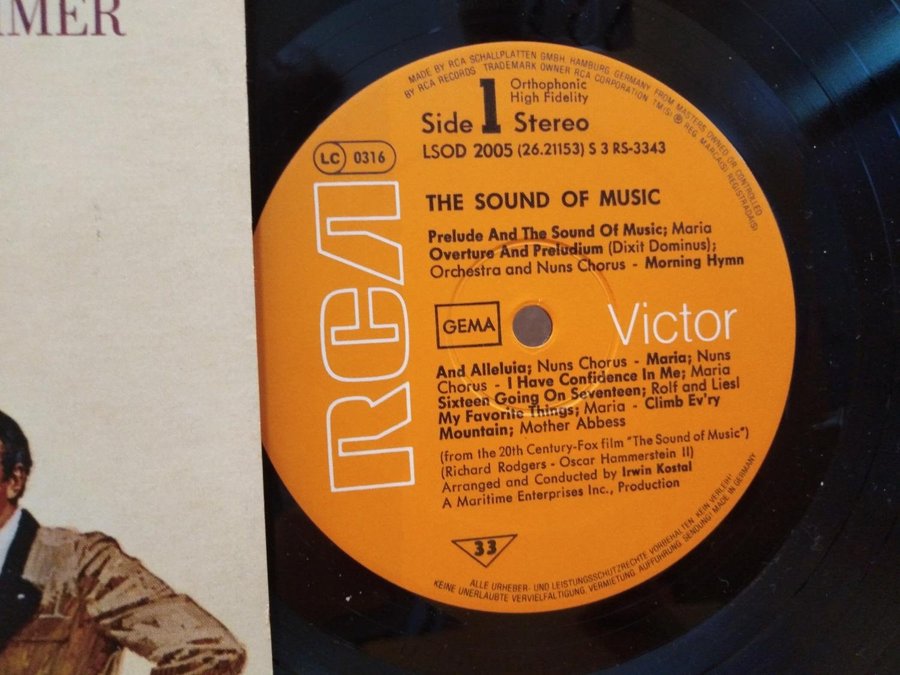 MMER
MADE BY RCA SCHALLPLATTEN GMBH, HAMBURG, GERMANY, FROM MASTERS OWNED OR CONTROLLED
BY RCA RECORDS TRADEMARK OWNER RCA CORPORATION TM(S) ® REG. MARCA(S) REGISTRADA(S)
Side 1 Stereo
Orthophonic
High Fidelity
LSOD 2005 (26.21153) S 3 RS-3343
LC 0316
RCA
THE SOUND OF MUSIC
Prelude And The Sound Of Music; Maria
Overture And Preludium (Dixit Dominus);
Orchestra and Nuns Chorus - Morning Hymn
GEMA
Victor
And Alleluia; Nuns Chorus - Maria; Nuns
Chorus - I Have Confidence In Me; Maria
Sixteen Going On Seventeen; Rolf and Liesl
My Favorite Things; Maria - Climb Ev'ry
Mountain; Mother Abbess
(from the 20th Century-Fox film "The Sound of Music")
(Richard Rodgers - Oscar Hammerstein II)
Arranged and Conducted by Irwin Kostal
A Maritime Enterprises Inc., Production
33
ALLE URHEBER- UND LEISTUNGSSCHUTZRECHTE VORBEHALTEN. KEIN VERLEIH!
KEINE UNERLAUBTE VERVIELFALTIGUNG, VERMIETUNG, AUFFÜHRUNG, SENDUNG! MADE IN GERMANY